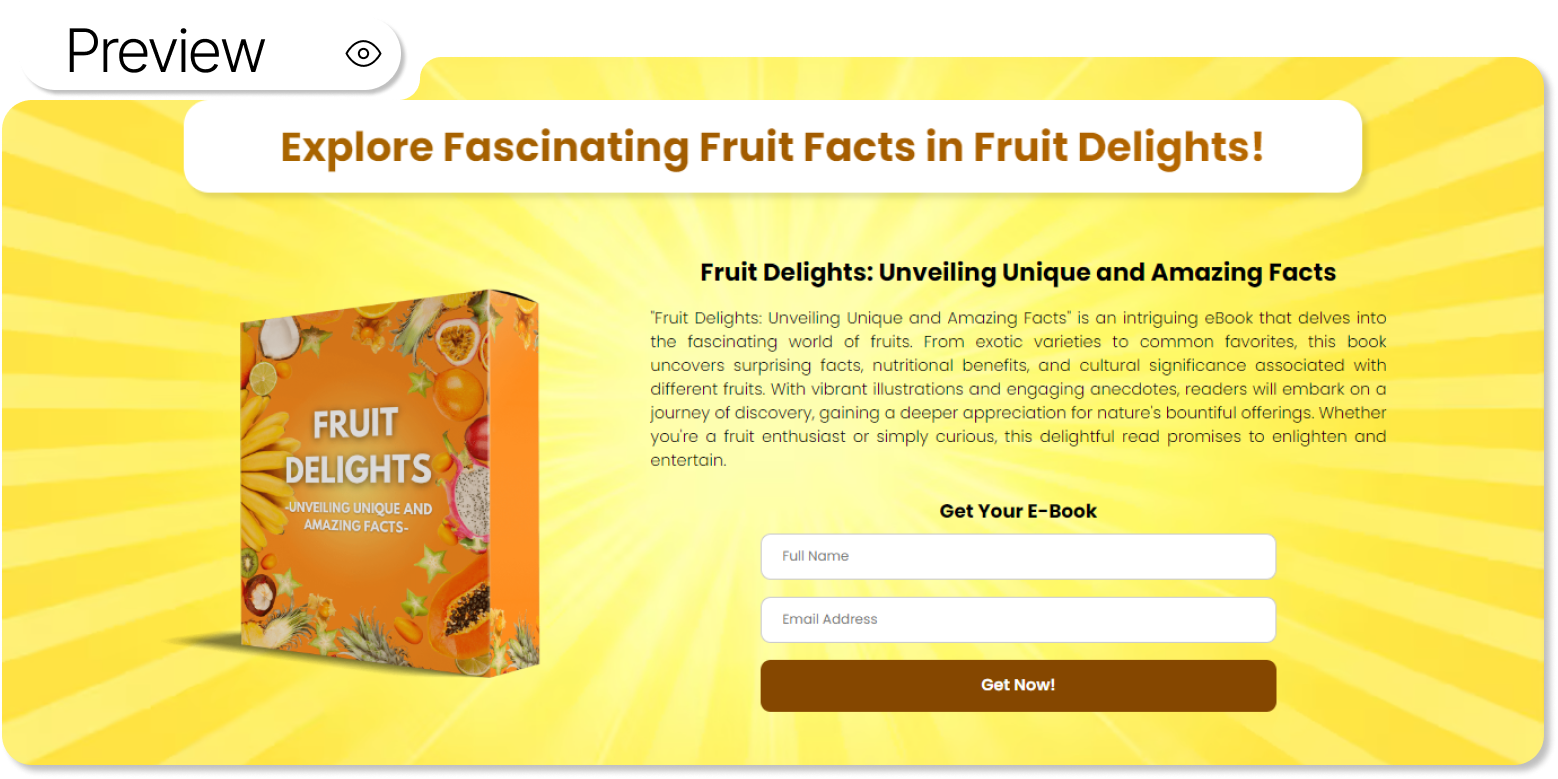 Preview
Explore Fascinating Fruit Facts in Fruit Delights!
FRUIT
DELIGHTS
-UNVEILING UNIQUE AND
AMAZING FACTS-
Fruit Delights: Unveiling Unique and Amazing Facts
"Fruit Delights: Unveiling Unique and Amazing Facts" is an intriguing eBook that delves into
the fascinating world of fruits. From exotic varieties to common favorites, this book
uncovers surprising facts, nutritional benefits, and cultural significance associated with
different fruits. With vibrant illustrations and engaging anecdotes, readers will embark on a
journey of discovery, gaining a deeper appreciation for nature's bountiful offerings. Whether
you're a fruit enthusiast or simply curious, this delightful read promises to enlighten and
entertain.
Get Your E-Book
Full Name
Email Address
Get Now!